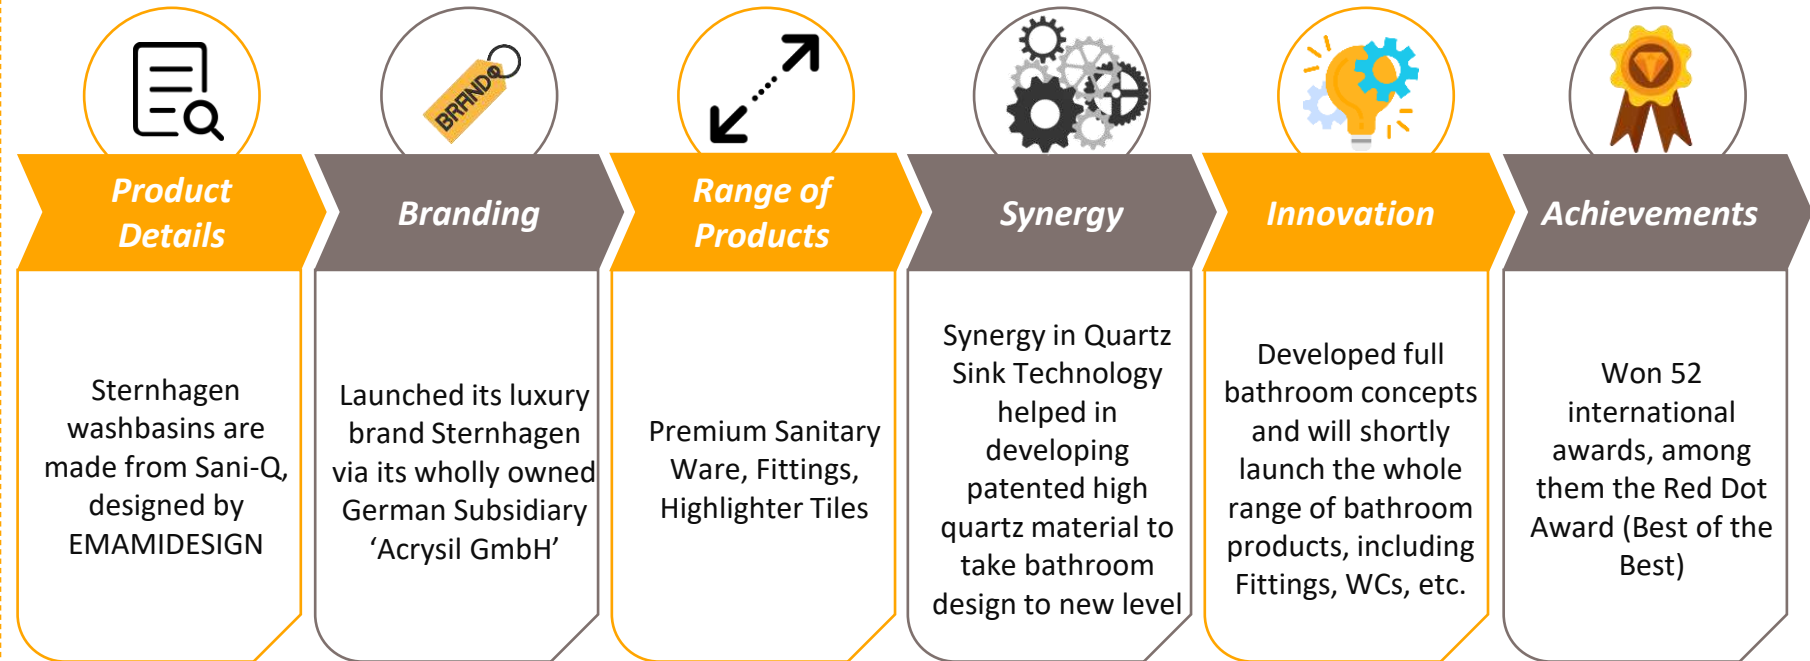 BRAND
Product
Details
Branding
Range of
Products
Synergy
Innovation
Achievements
Sternhagen
washbasins are
made from Sani-Q,
designed by
EMAMIDESIGN
Launched its luxury
brand Sternhagen
via its wholly owned
German Subsidiary
‘Acrysil GmbH’
Premium Sanitary
Ware, Fittings,
Highlighter Tiles
Synergy in Quartz
Sink Technology
helped in
developing
patented high
quartz material to
take bathroom
design to new level
Developed full
bathroom concepts
and will shortly
launch the whole
range of bathroom
products, including
Fittings, WCs, etc.
Won 52
international
awards, among
them the Red Dot
Award (Best of the
Best)